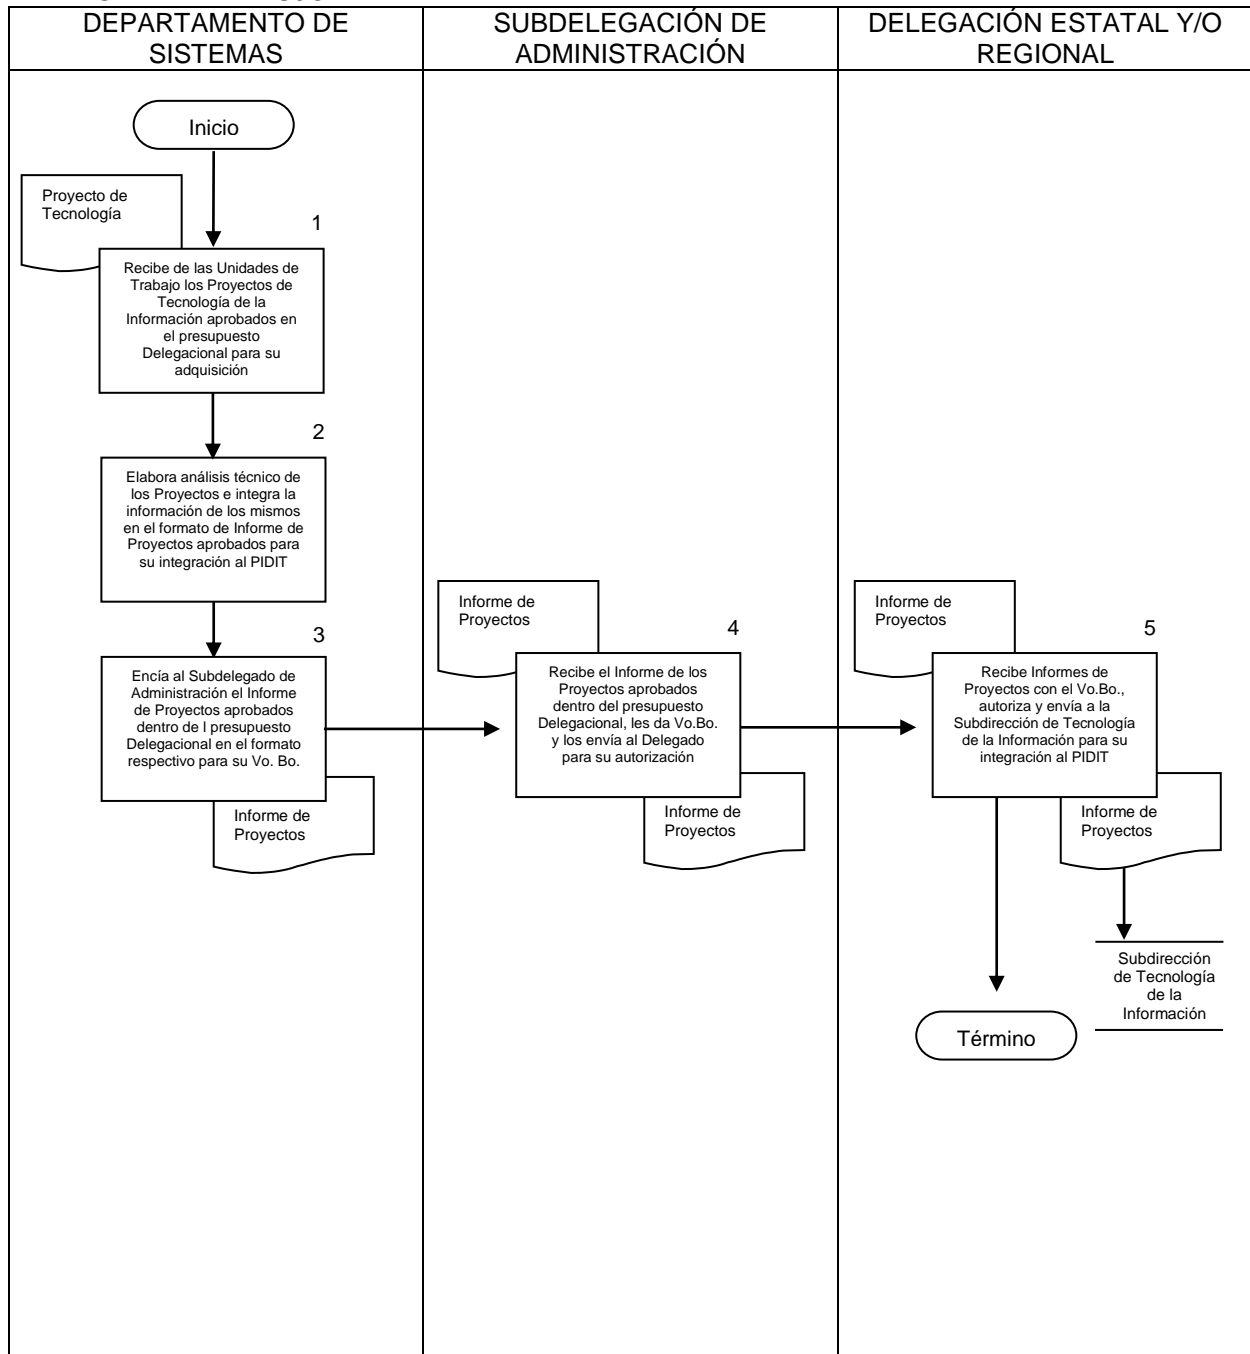 DEPARTAMENTO DE
SISTEMAS
SUBDELEGACIÓN DE
ADMINISTRACIÓN
DELEGACIÓN ESTATAL Y/O
REGIONAL
Inicio
Proyecto de
Tecnología
1
Recibe de las Unidades de
Trabajo los Proyectos de
Tecnología de la
Información aprobados en
el presupuesto
Delegacional para su
adquisición
2
Elabora análisis técnico de
los Proyectos e integra la
información de los mismos
en el formato de Informe de
Proyectos aprobados para
su integración al PIDIT
3
Encía al Subdelegado de
Administración el Informe
de Proyectos aprobados
dentro de l presupuesto
Delegacional en el formato
respectivo para su Vo. Bo.
Informe de
Proyectos
Informe de
Proyectos
4
Recibe el Informe de los
Proyectos aprobados
dentro del presupuesto
Delegacional, les da Vo.Bo.
y los envía al Delegado
para su autorización
Informe de
Proyectos
Informe de
Proyectos
5
Recibe Informes de
Proyectos con el Vo.Bo.,
autoriza y envía a la
Subdirección de Tecnología
de la Información para su
integración al PIDIT
Informe de
Proyectos
Subdirección
de Tecnología
de la
Información
Término